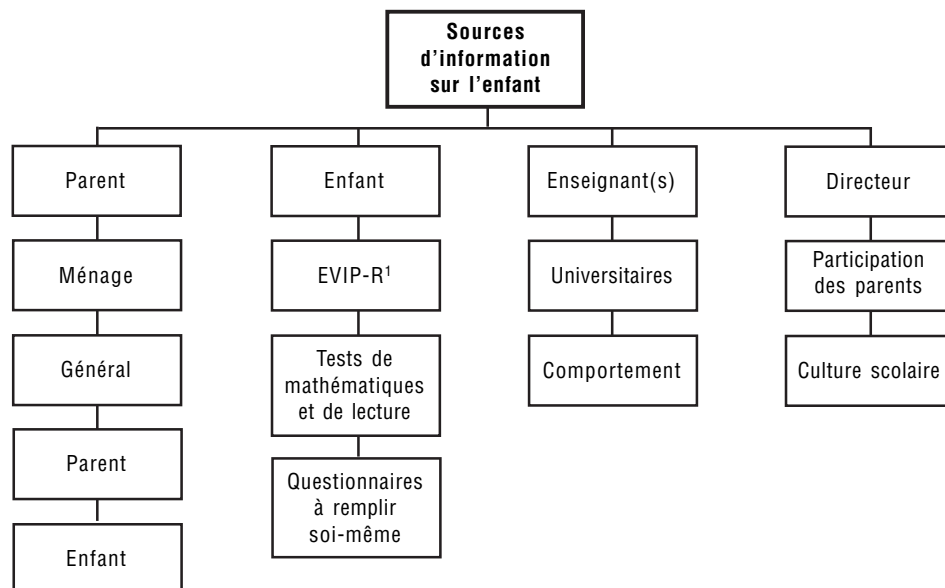 Sources
d'information
sur l'enfant
Parent
Enfant
Enseignant(s)
Directeur
Ménage
EVIP-R¹
Universitaires
Participation
des parents
Général
Tests de
mathématiques
et de lecture
Comportement
Culture scolaire
Parent
Questionnaires
à remplir
soi-même
Enfant